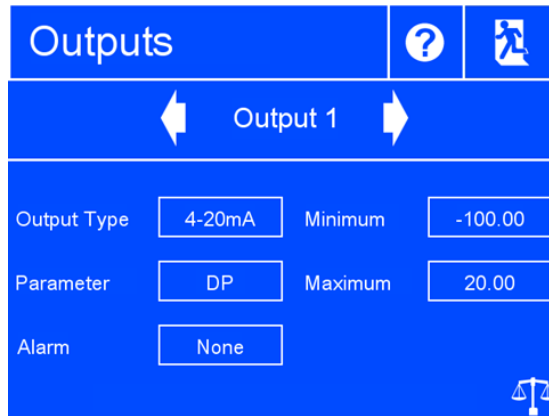 Outputs ?
Output 1
Output Type 4-20mA Minimum -100.00
Parameter DP Maximum 20.00
Alarm None